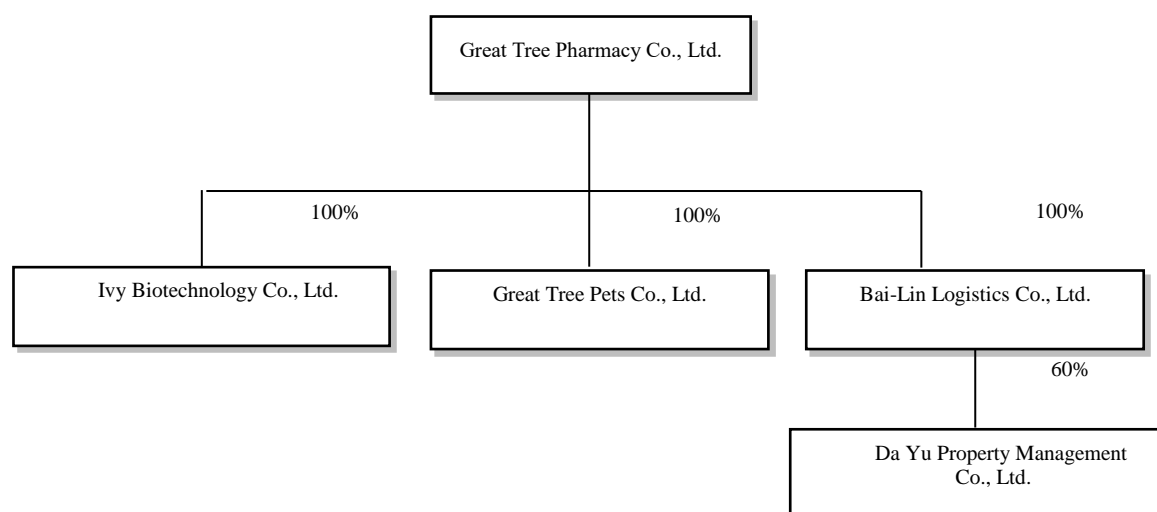 Great Tree Pharmacy Co., Ltd.
100%
100%
100%
Ivy Biotechnology Co., Ltd.
Great Tree Pets Co., Ltd.
Bai-Lin Logistics Co., Ltd.
60%
Da Yu Property Management
Co., Ltd.